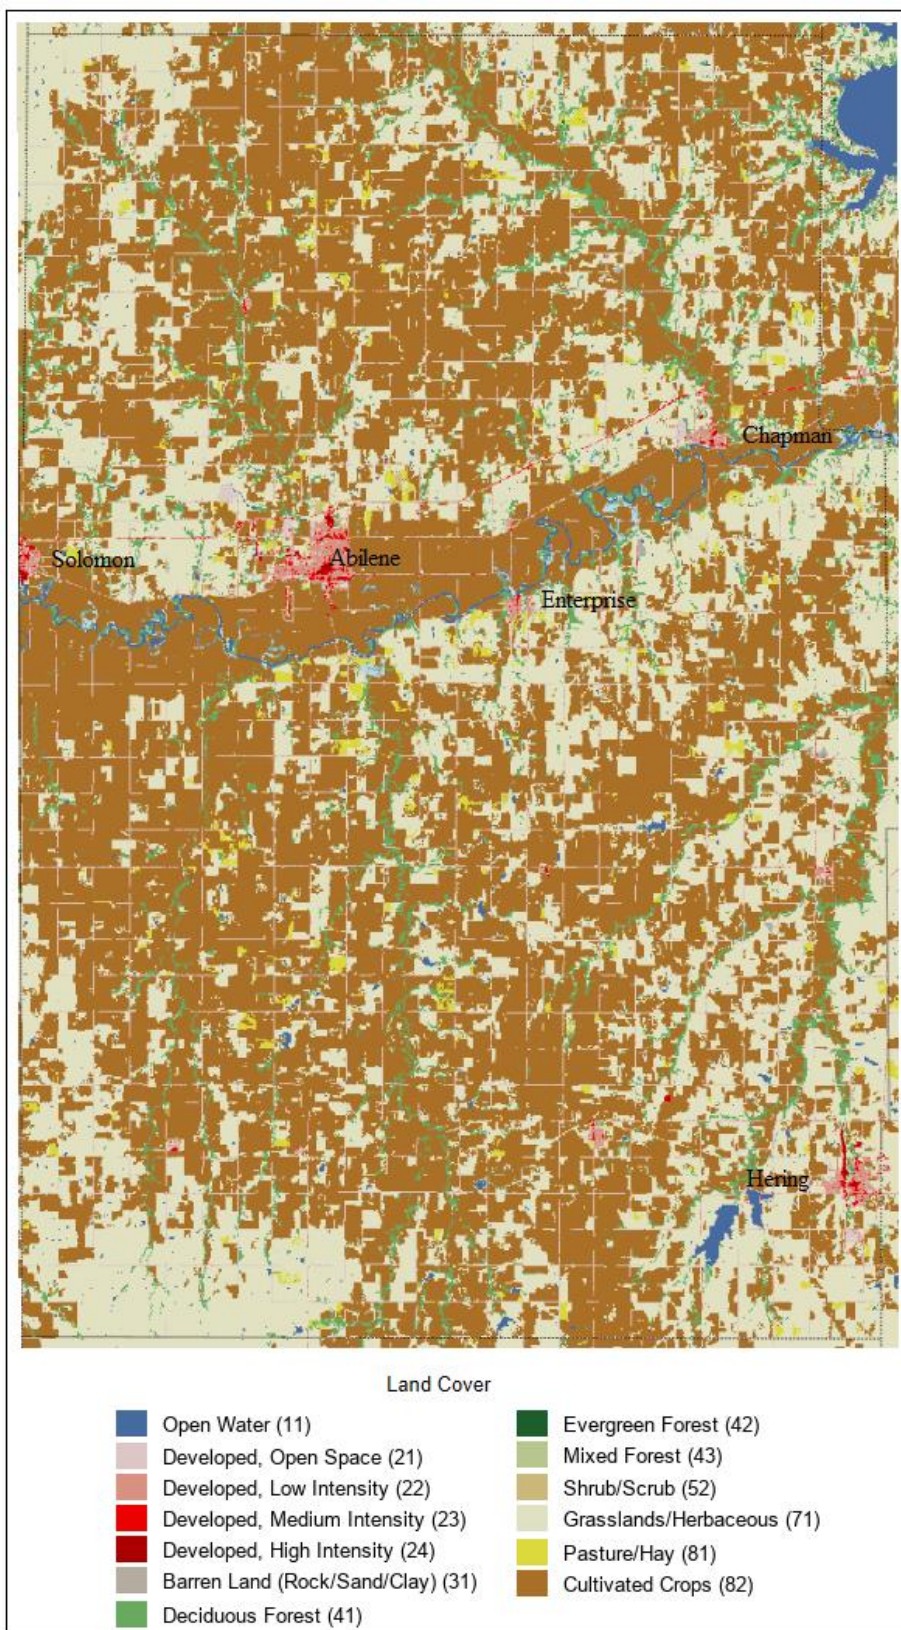 Chapman
Solomon
Abilene
Enterprise
Hering
Land Cover
Open Water (11)
Developed, Open Space (21)
Developed, Low Intensity (22)
Developed, Medium Intensity (23)
Developed, High Intensity (24)
Barren Land (Rock/Sand/Clay) (31)
Deciduous Forest (41)
Evergreen Forest (42)
Mixed Forest (43)
Shrub/Scrub (52)
Grasslands/Herbaceous (71)
Pasture/Hay (81)
Cultivated Crops (82)